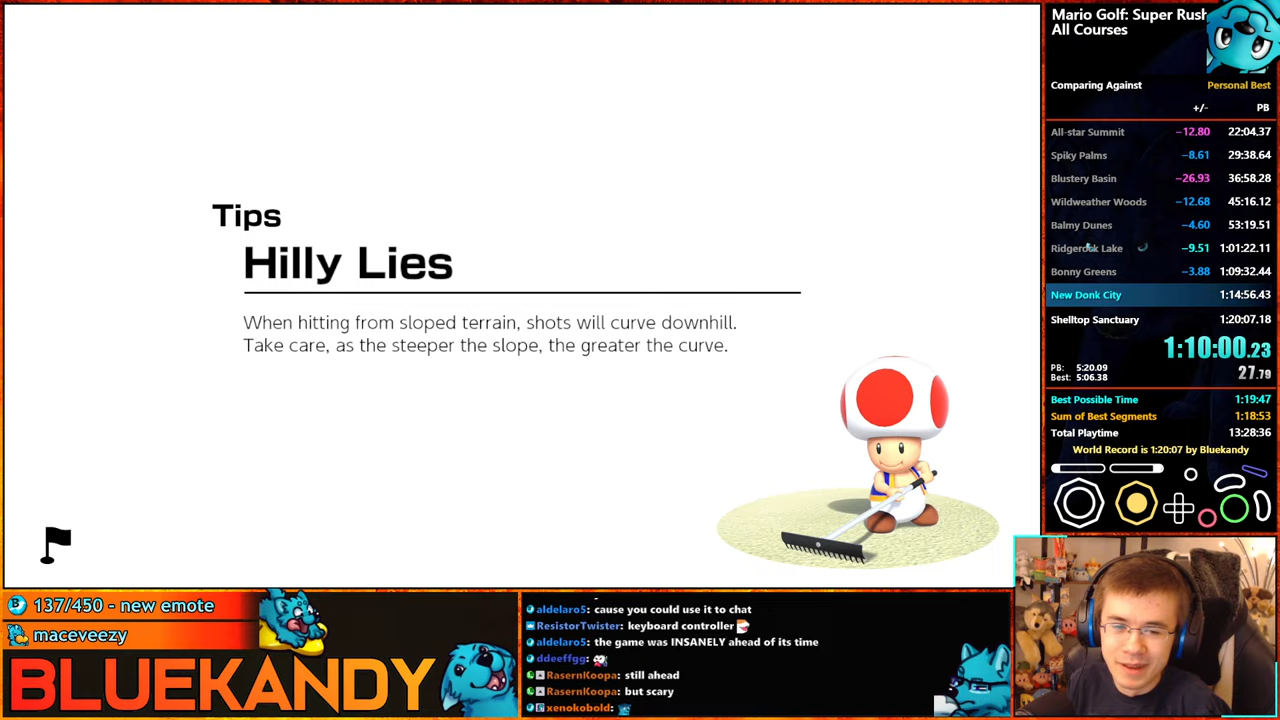 Tips
Hilly Lies
When hitting from sloped terrain, shots will curve downhill.
Take care, as the steeper the slope, the greater the curve.
Mario Golf: Super Rush
All Courses
Comparing Against Personal Best
+/- PB
All-star Summit −12.80 22:04.37
Spiky Palms −8.61 29:38.64
Blustery Basin −26.93 36:58.28
Wildweather Woods −12.68 45:16.12
Balmy Dunes −4.60 53:19.51
Ridgerock Lake −9.51 1:01:22.11
Bonny Greens −3.88 1:09:32.44
New Donk City 1:14:56.43
Shelltop Sanctuary 1:20:07.18
1:10:00.23
PB: 5:20.09
Best: 5:06.38
27.79
Best Possible Time 1:19:47
Sum of Best Segments 1:18:53
Total Playtime 13:28:36
World Record is 1:20:07 by Bluekandy
137/450 - new emote
maceveezy
BLUEKANDY
aldelaro5: cause you could use it to chat
ResistorTwister: keyboard controller
aldelaro5: the game was INSANELY ahead of its time
ddeeffgg:
RasernKoopa: still ahead
RasernKoopa: but scary
xenokobold: